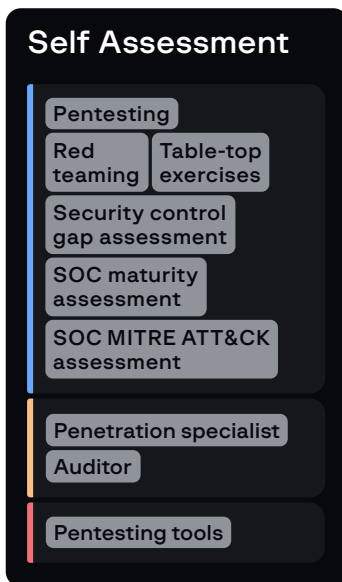 Self Assessment
Pentesting
Red teaming
Table-top exercises
Security control
gap assessment
SOC maturity
assessment
SOC MITRE ATT&CK
assessment
Penetration specialist
Auditor
Pentesting tools